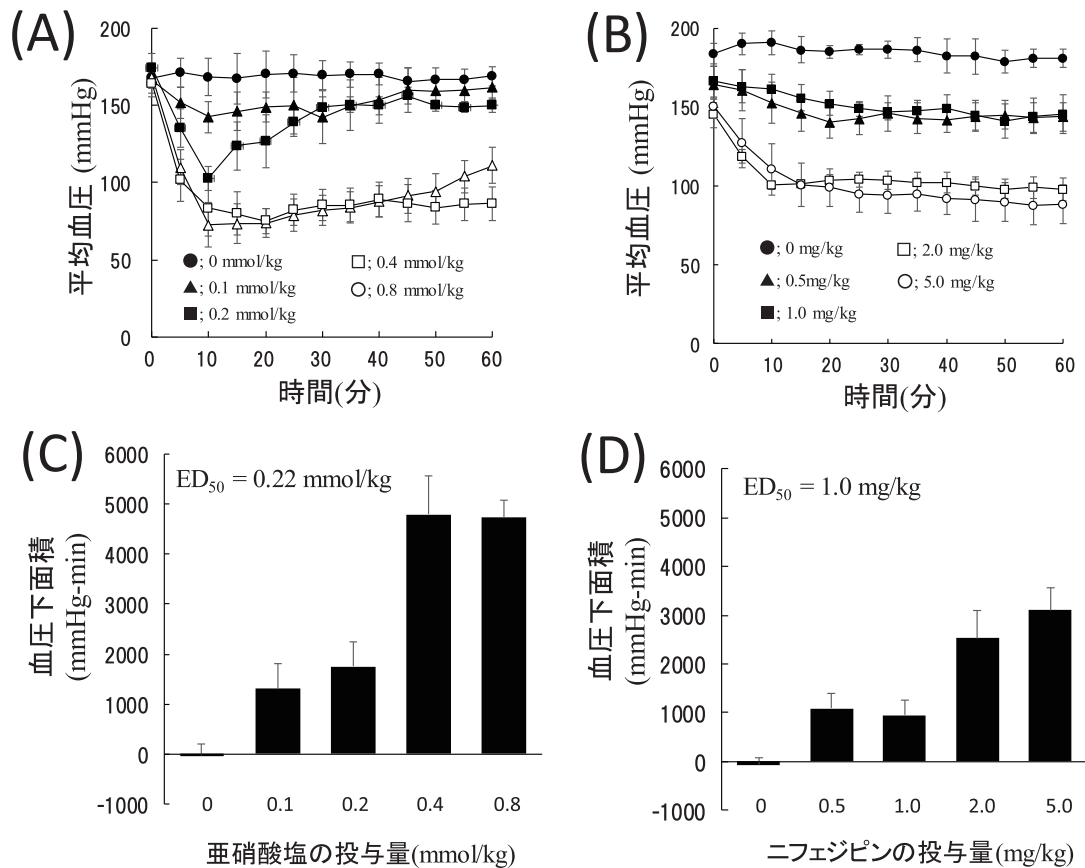 (A)
200
150
100
50
0
平均血圧 (mmHg)
●; 0 mmol/kg
▲; 0.1 mmol/kg
■; 0.2 mmol/kg
□; 0.4 mmol/kg
○; 0.8 mmol/kg
0 10 20 30 40 50 60
時間(分)
(B)
200
150
100
50
0
平均血圧 (mmHg)
●; 0 mg/kg
▲; 0.5mg/kg
■; 1.0 mg/kg
□; 2.0 mg/kg
○; 5.0 mg/kg
0 10 20 30 40 50 60
時間(分)
(C)
6000
5000
4000
3000
2000
1000
0
-1000
血圧下面積
(mmHg-min)
ED50 = 0.22 mmol/kg
0 0.1 0.2 0.4 0.8
亜硝酸塩の投与量(mmol/kg)
(D)
6000
5000
4000
3000
2000
1000
0
-1000
血圧下面積
(mmHg-min)
ED50 = 1.0 mg/kg
0 0.5 1.0 2.0 5.0
ニフェジピンの投与量(mg/kg)